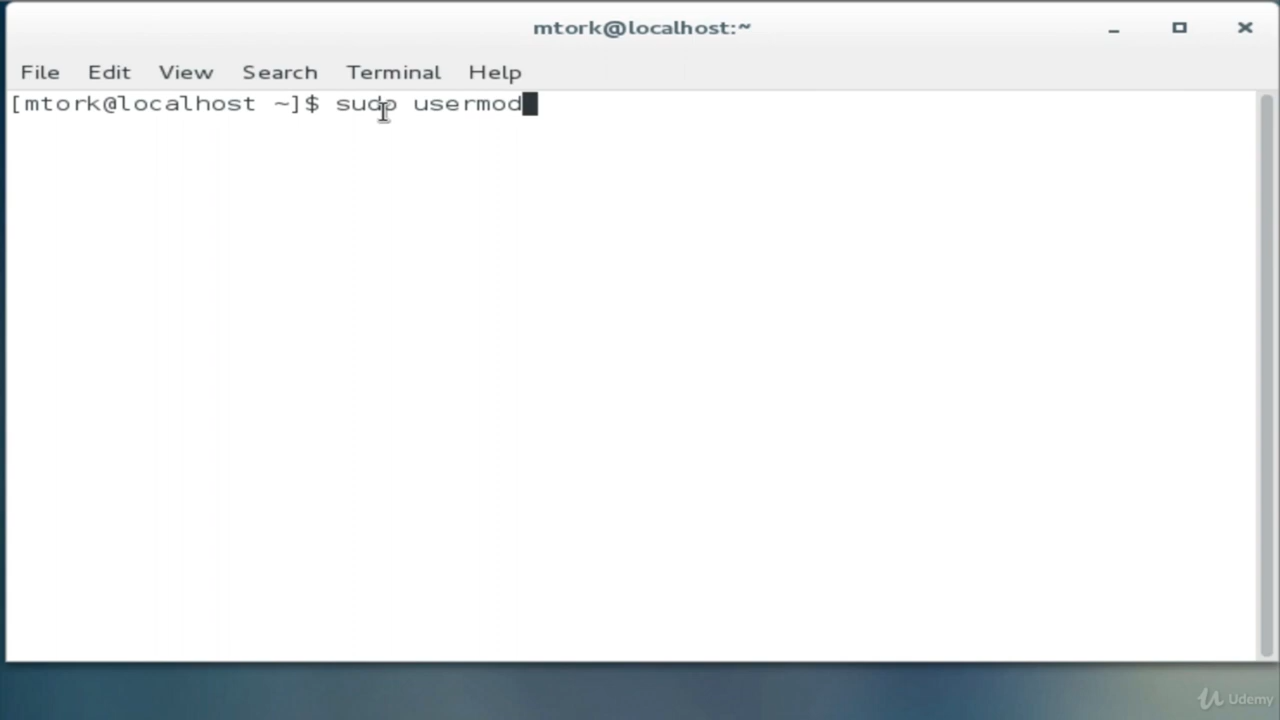 mtork@localhost:~
File Edit View Search Terminal Help
[mtork@localhost ~]$ sudo usermod
Udemy